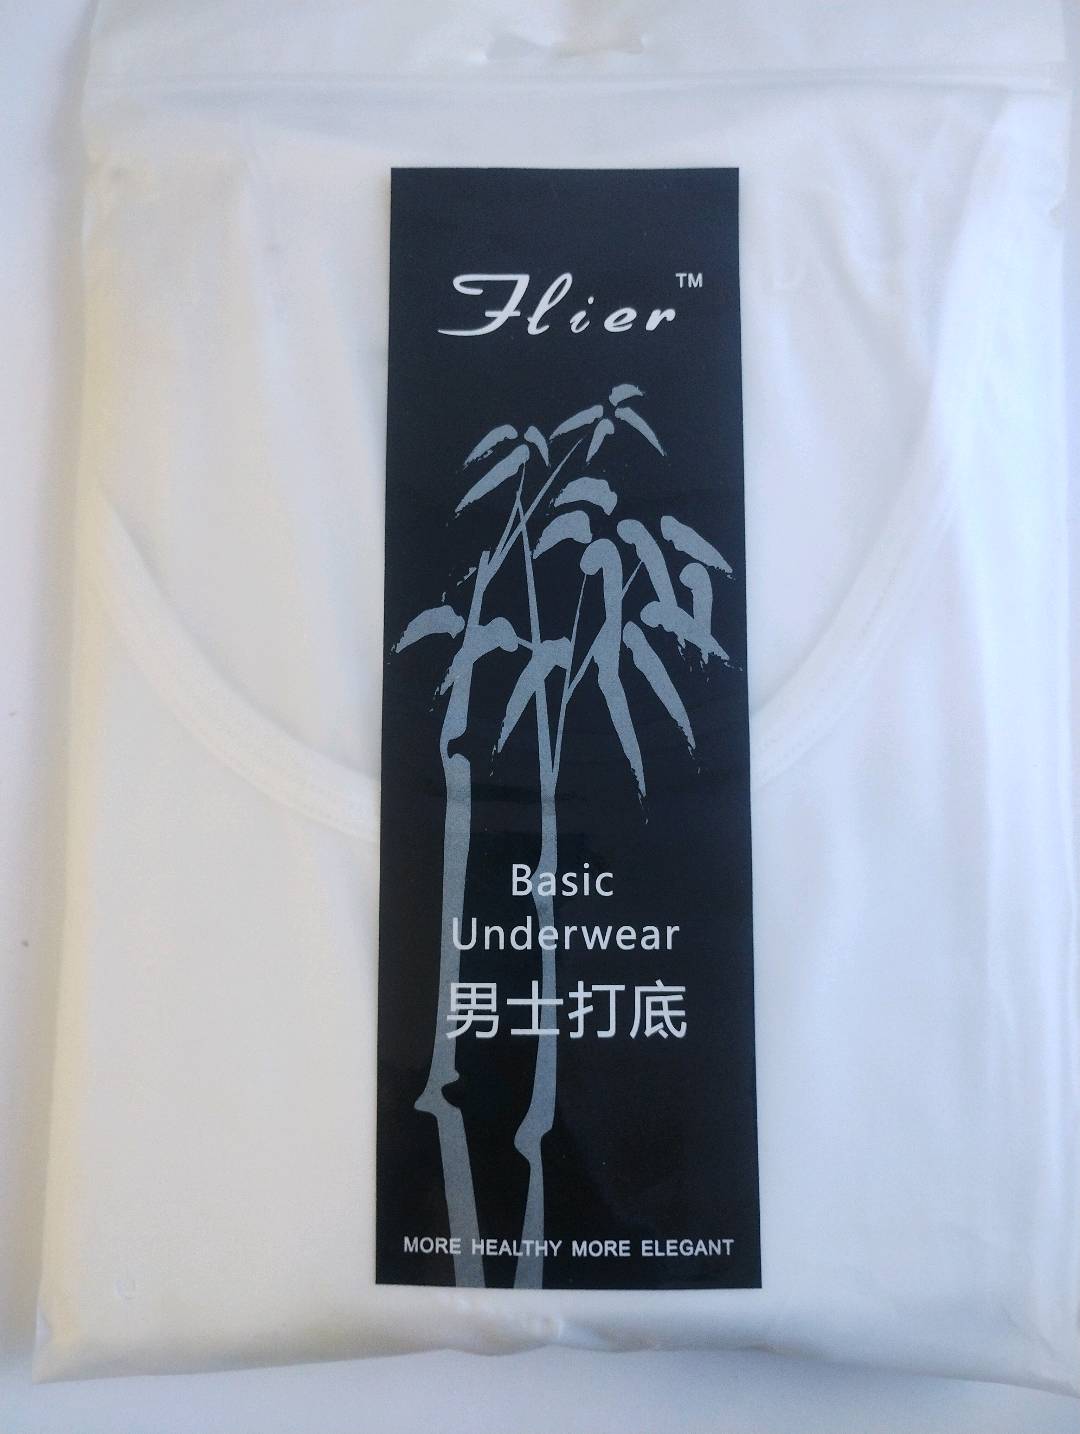 Flier™
Basic
Underwear
男士打底
MORE HEALTHY MORE ELEGANT